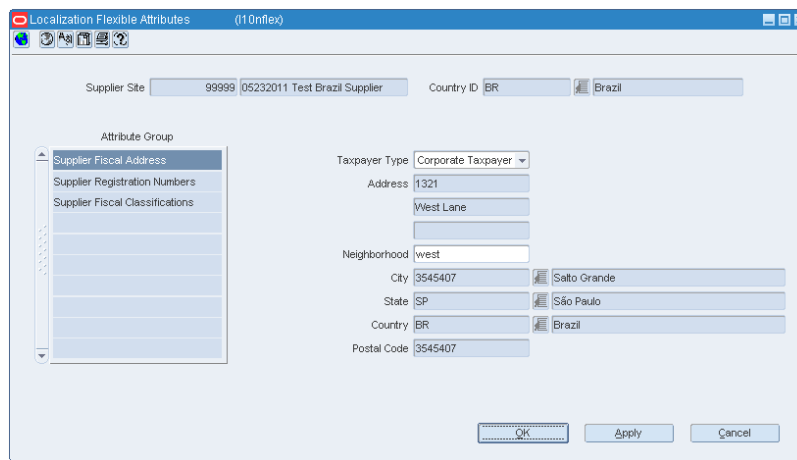 Localization Flexible Attributes (l10nflex)
Supplier Site 99999 05232011 Test Brazil Supplier Country ID BR Brazil
Attribute Group
Supplier Fiscal Address
Supplier Registration Numbers
Supplier Fiscal Classifications
Taxpayer Type Corporate Taxpayer
Address 1321
West Lane
Neighborhood west
City 3545407 Salto Grande
State SP São Paulo
Country BR Brazil
Postal Code 3545407
OK Apply Cancel